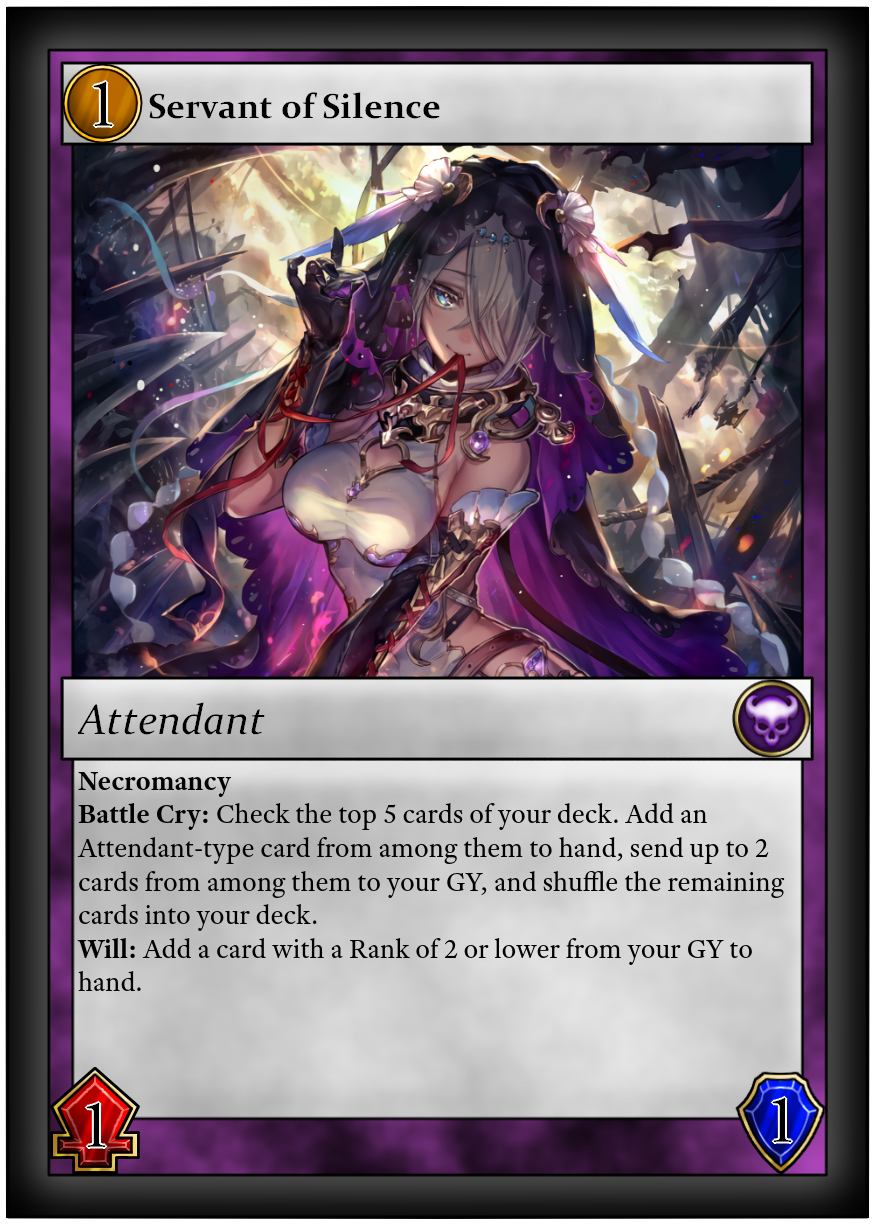 1
Servant of Silence
Attendant
Necromancy
Battle Cry: Check the top 5 cards of your deck. Add an
Attendant-type card from among them to hand, send up to 2
cards from among them to your GY, and shuffle the remaining
cards into your deck.
Will: Add a card with a Rank of 2 or lower from your GY to
hand.
1
1